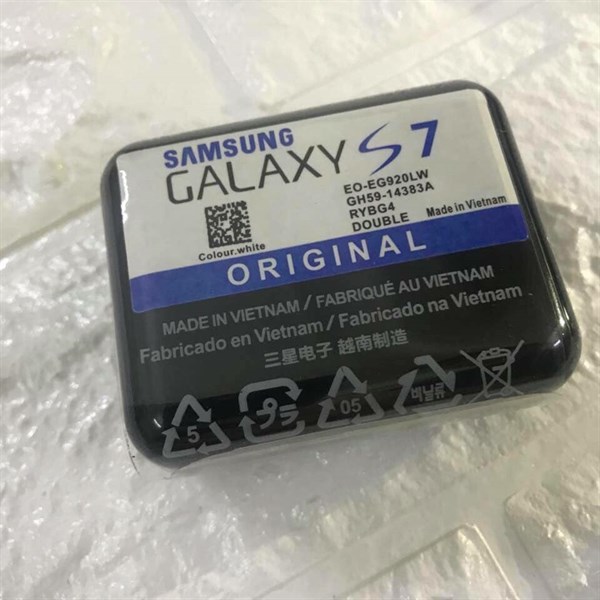 SAMSUNG
GALAXY S7
EO-EG920LW
GH59-14383A
RYBG4
DOUBLE
Made in Vietnam
Colour.white
ORIGINAL
MADE IN VIETNAM / FABRIQUÉ AU VIETNAM
Fabricado en Vietnam / Fabricado na Vietnam
三星电子 越南制造
5
05
비닐류